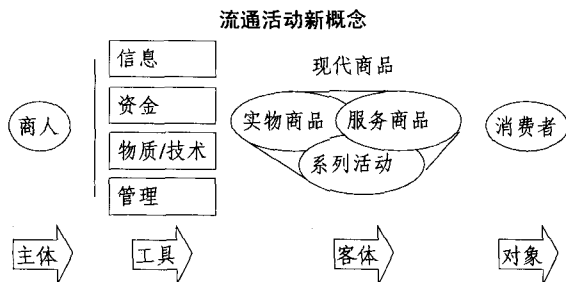 流通活动新概念
信息
现代商品
资金
商人
实物商品
服务商品
消费者
物质/技术
系列活动
管理
主体
工具
客体
对象